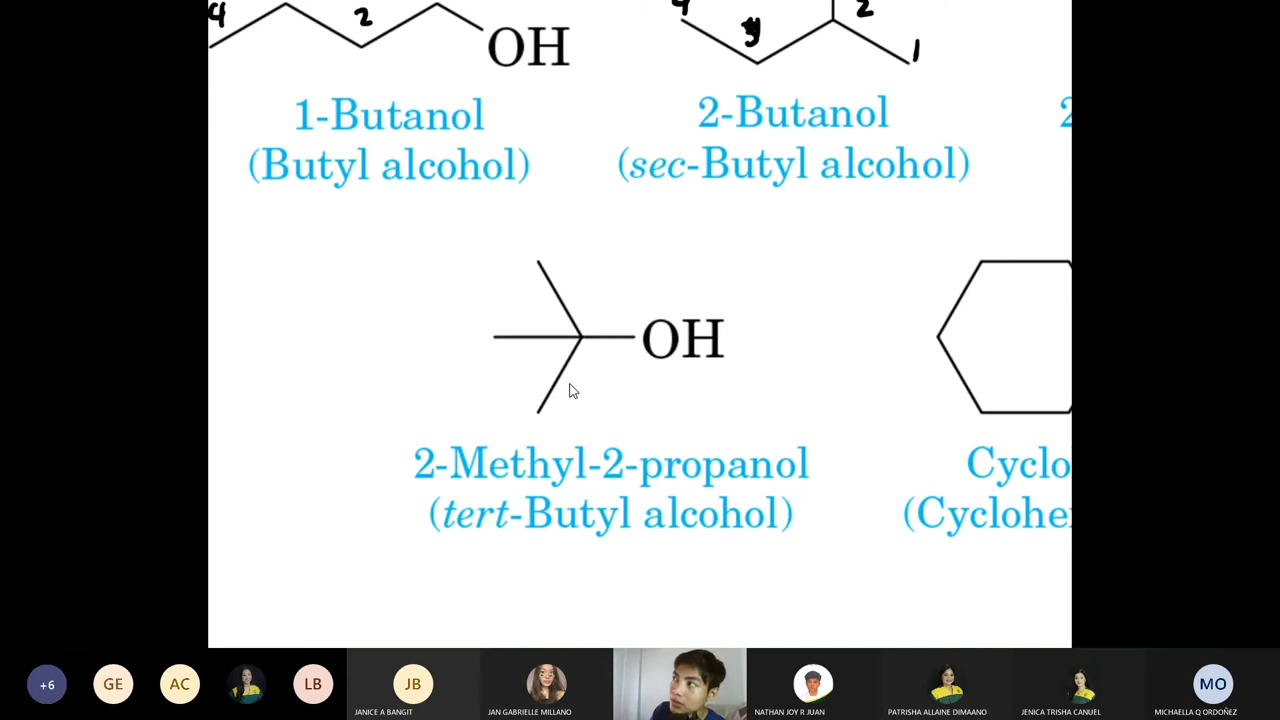 4
2
OH
4
3
2
1
1-Butanol
(Butyl alcohol)
2-Butanol
(sec-Butyl alcohol)
2
OH
2-Methyl-2-propanol
(tert-Butyl alcohol)
Cyclo
(Cyclohe
+6
GE
AC
LB
JB
MO
JANICE A BANGIT
JAN GABRIELLE MILLANO
NATHAN JOY R JUAN
PATRISHA ALLAINE DIMAANO
JENICA TRISHA CANUEL
MICHAELLA Q ORDOÑEZ